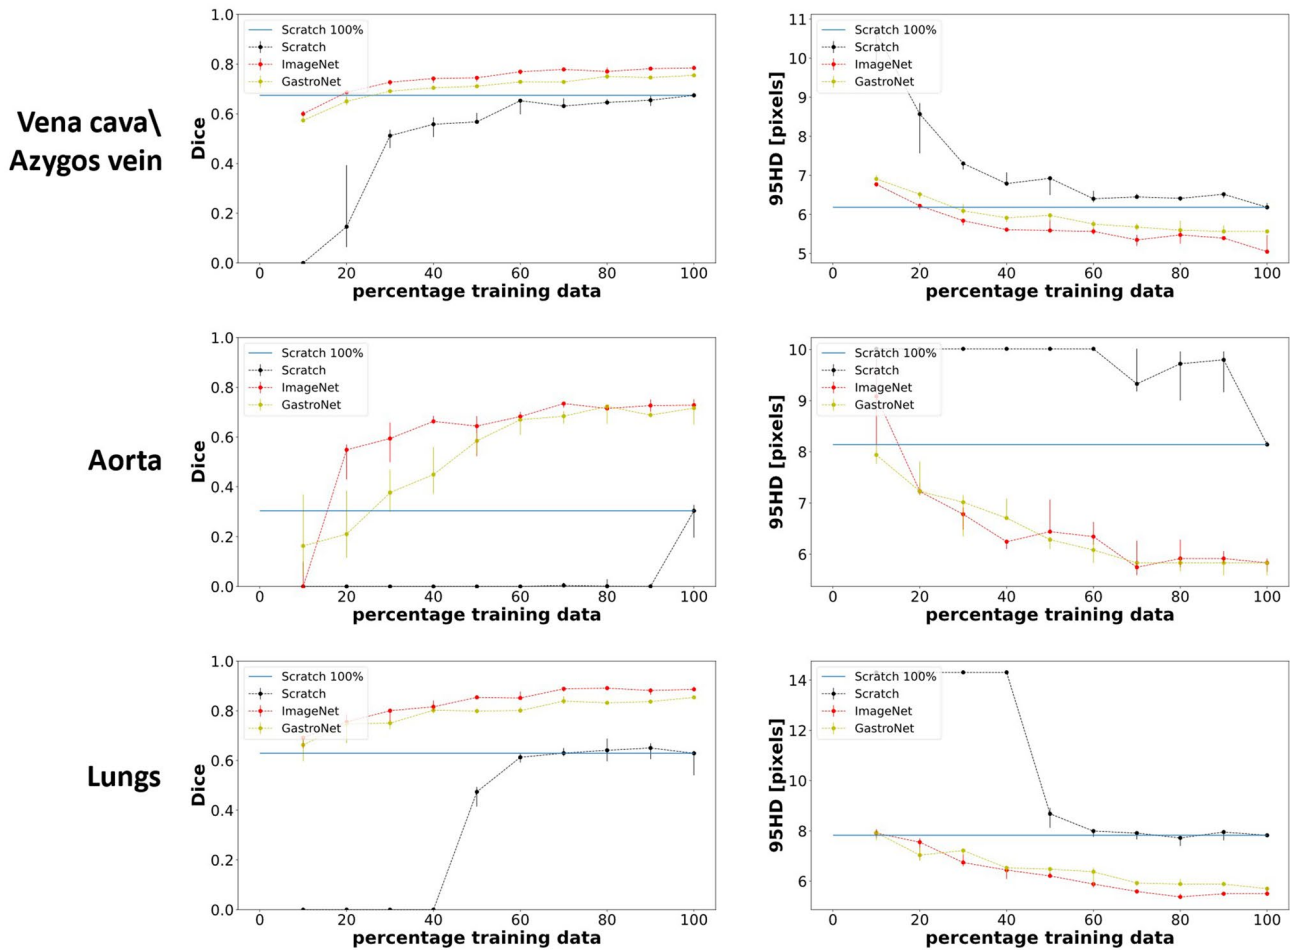 Vena cava\
Azygos vein
1.0
0.8
0.6
0.4
0.2
0.0
Dice
Scratch 100%
Scratch
ImageNet
GastroNet
0 20 40 60 80 100
percentage training data
11
10
9
8
7
6
5
95HD [pixels]
Scratch 100%
Scratch
ImageNet
GastroNet
0 20 40 60 80 100
percentage training data
Aorta
1.0
0.8
0.6
0.4
0.2
0.0
Dice
Scratch 100%
Scratch
ImageNet
GastroNet
0 20 40 60 80 100
percentage training data
10
9
8
7
6
95HD [pixels]
Scratch 100%
Scratch
ImageNet
GastroNet
0 20 40 60 80 100
percentage training data
Lungs
1.0
0.8
0.6
0.4
0.2
0.0
Dice
Scratch 100%
Scratch
ImageNet
GastroNet
0 20 40 60 80 100
percentage training data
14
12
10
8
6
95HD [pixels]
Scratch 100%
Scratch
ImageNet
GastroNet
0 20 40 60 80 100
percentage training data